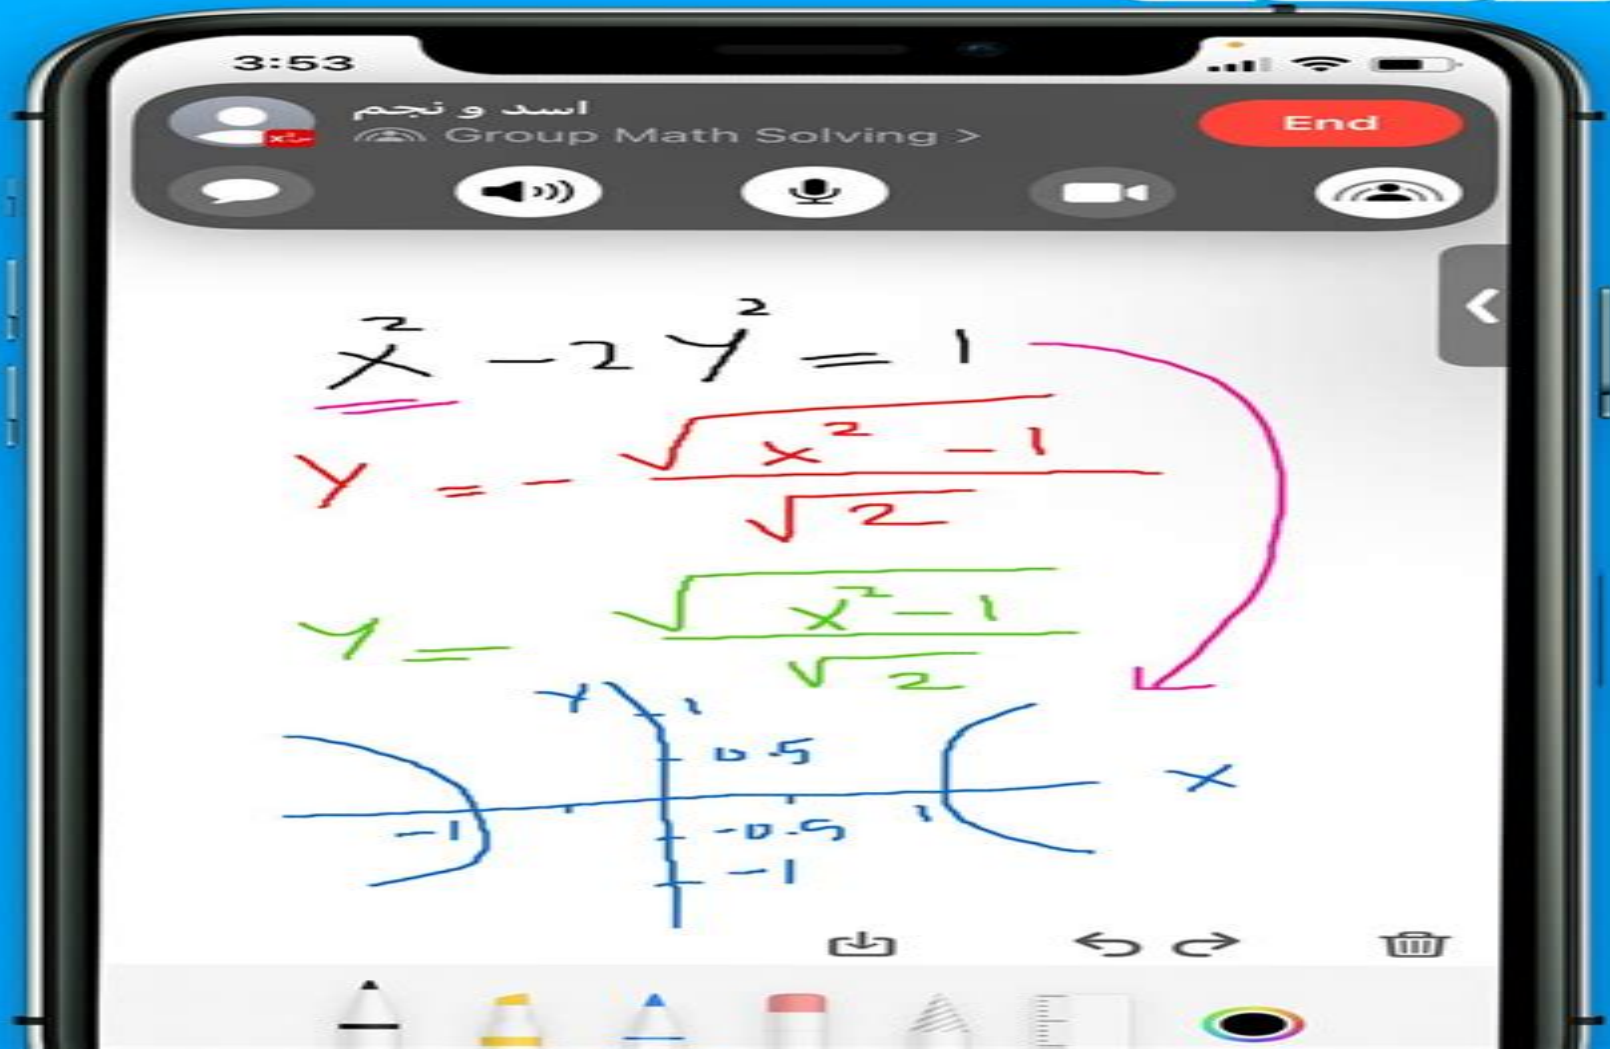 3:53
اسد و نجم
Group Math Solving >
End
x² - 2y² = 1
y = - √(x² - 1) / √2
y = √(x² - 1) / √2
y 1
0.5
x
-1 1
-0.5
-1